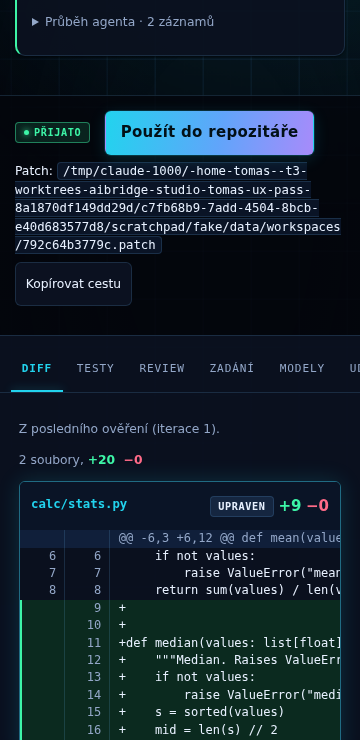 ▶ Průběh agenta · 2 záznamů
PŘIJATO
Použít do repozitáře
Patch: /tmp/claude-1000/-home-tomas--t3-
worktrees-aibridge-studio-tomas-ux-pass-
8a1870df149dd29d/c7fb68b9-7add-4504-8bcb-
e40d683577d8/scratchpad/fake/data/workspaces
/792c64b3779c.patch
Kopírovat cestu
DIFF TESTY REVIEW ZADÁNÍ MODELY
Z posledního ověření (iterace 1).
2 soubory, +20 −0
calc/stats.py UPRAVEN +9 −0
@@ -6,3 +6,12 @@ def mean(value
6 6 if not values:
7 7 raise ValueError("mean
8 8 return sum(values) / len(v
9 +
10 +
11 +def median(values: list[float]
12 + """Median. Raises ValueErr
13 + if not values:
14 + raise ValueError("medi
15 + s = sorted(values)
16 + mid = len(s) // 2